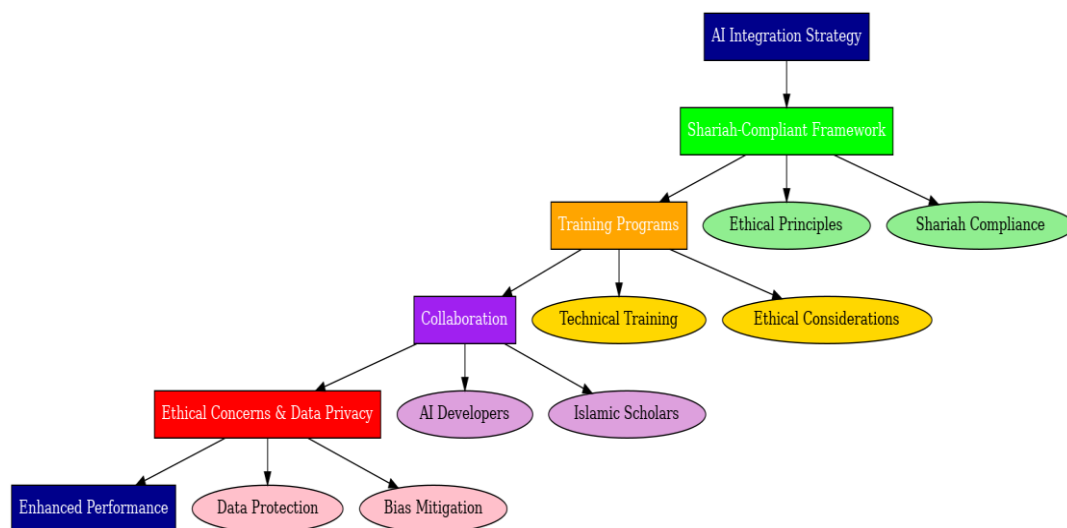 AI Integration Strategy
Shariah-Compliant Framework
Training Programs
Ethical Principles
Shariah Compliance
Collaboration
Technical Training
Ethical Considerations
Ethical Concerns & Data Privacy
AI Developers
Islamic Scholars
Enhanced Performance
Data Protection
Bias Mitigation